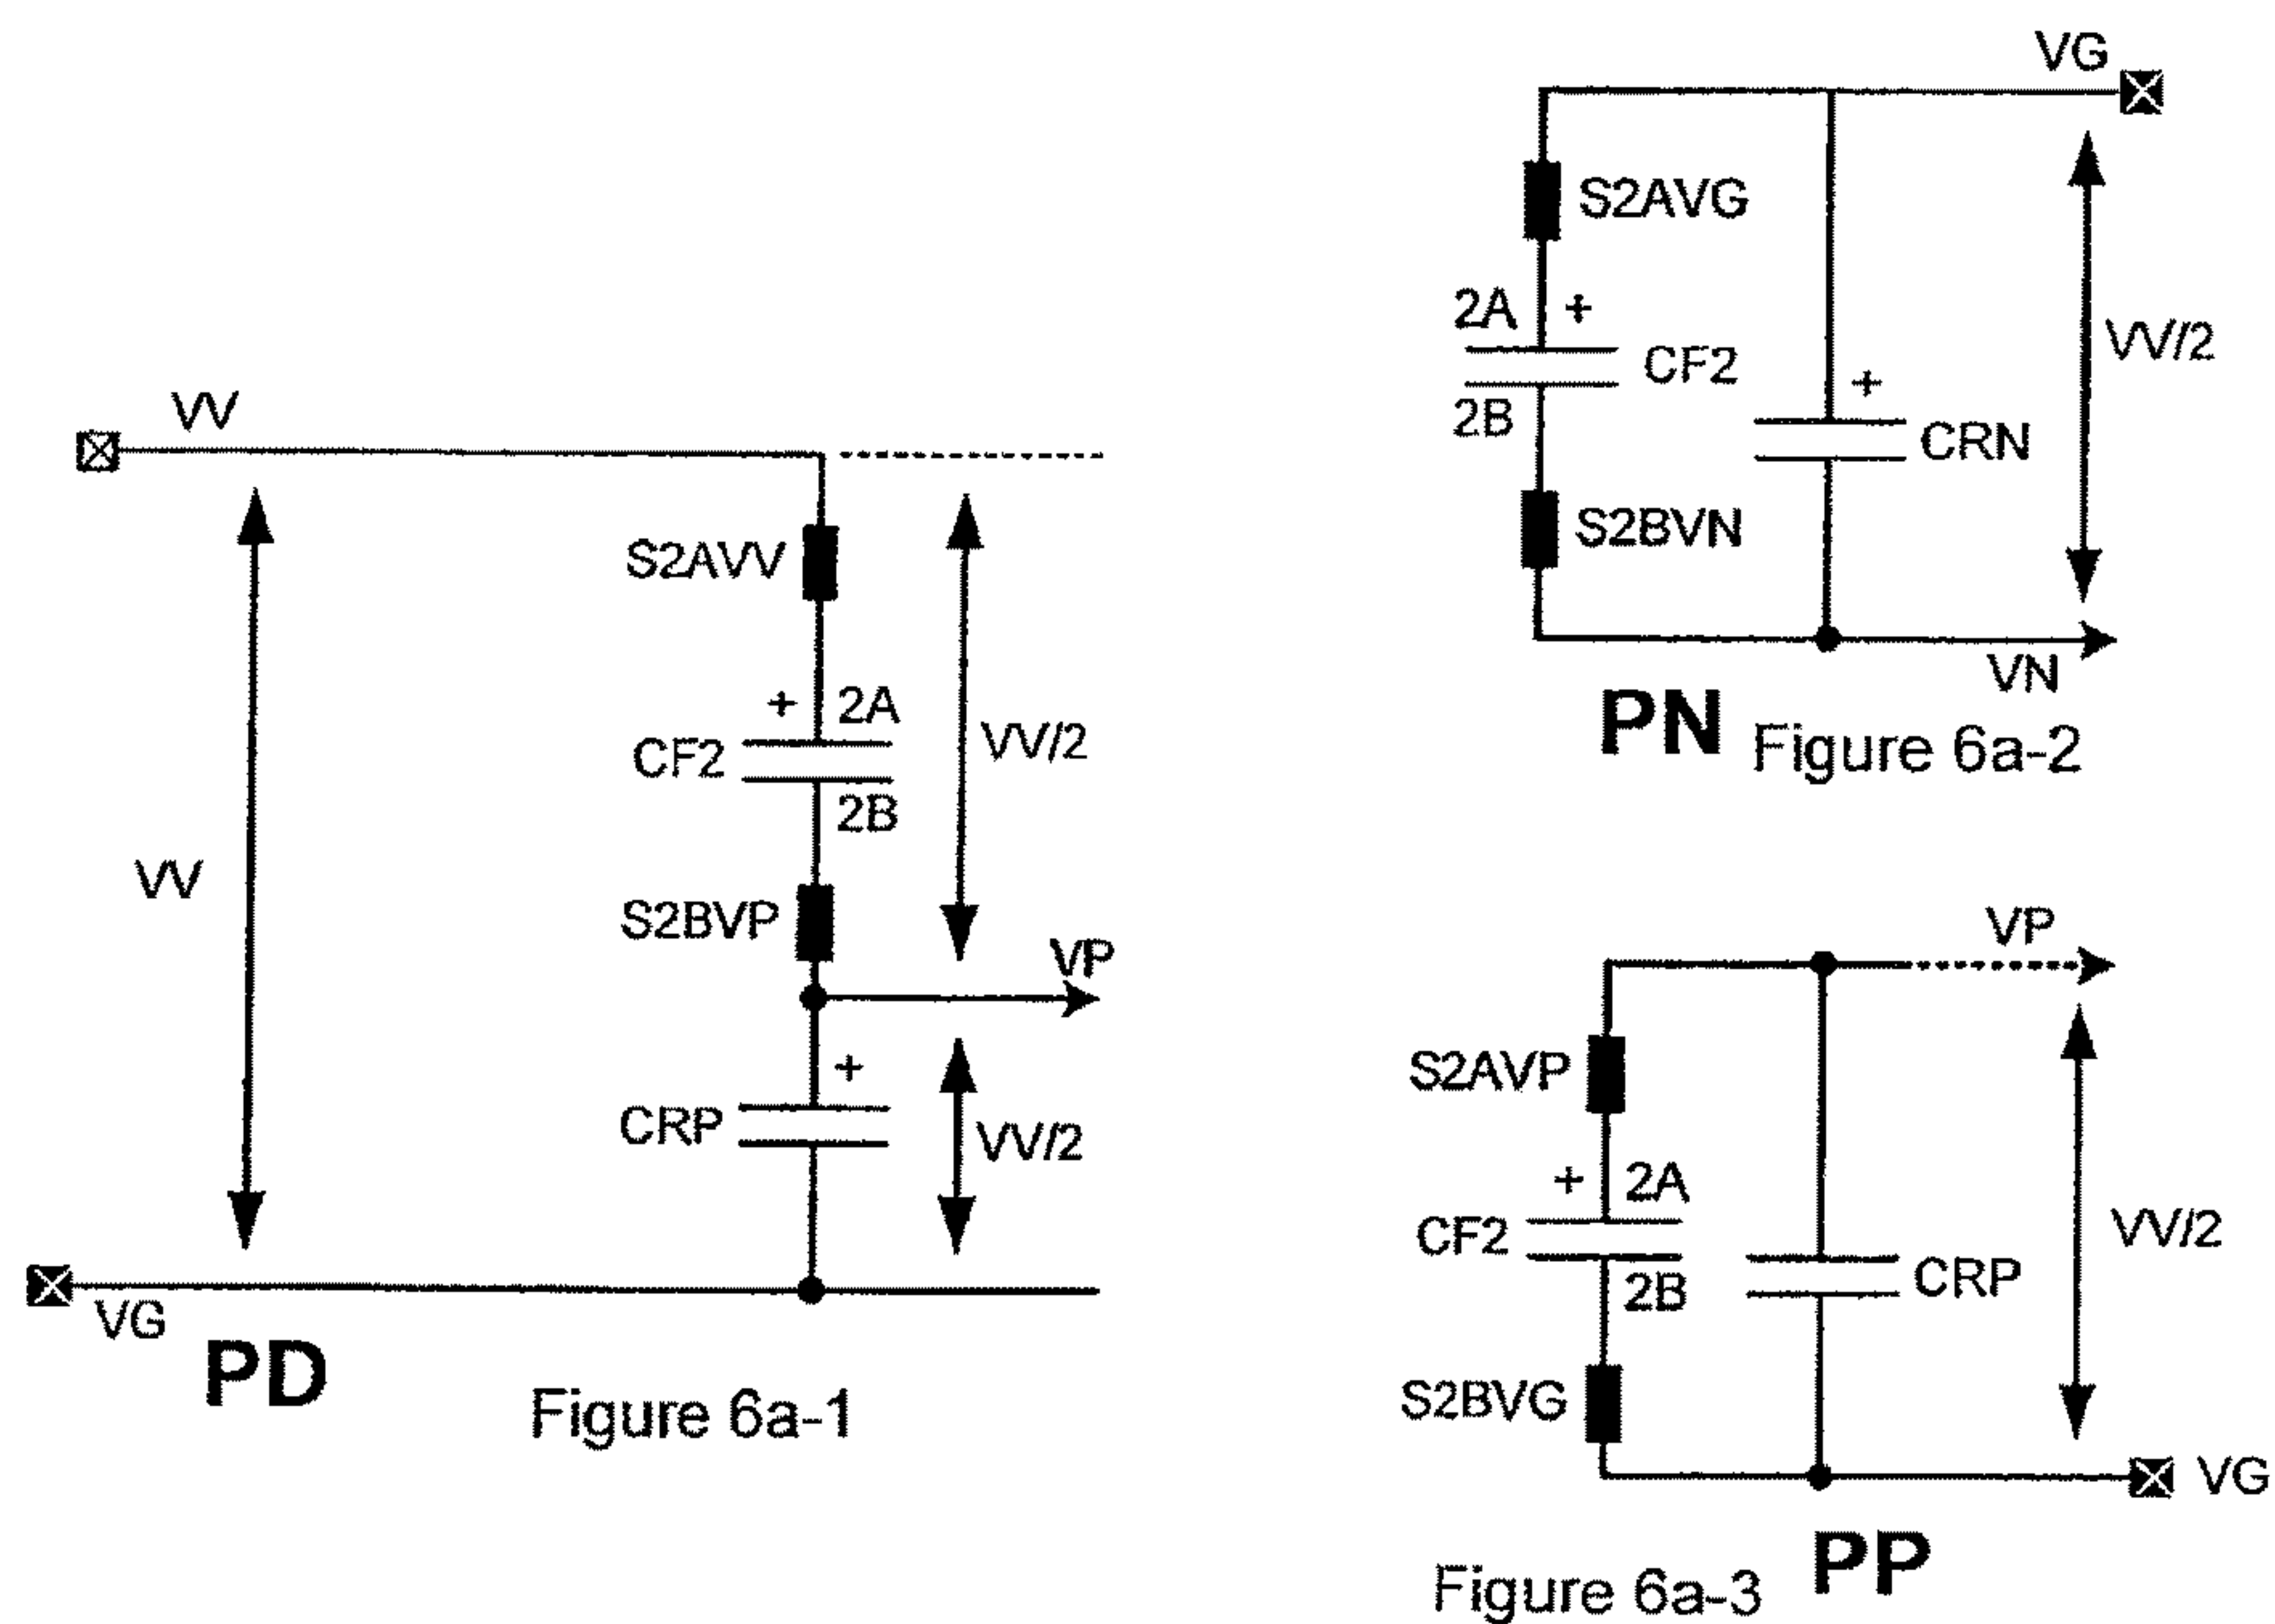 VV
VV
S2AVV
+ 2A
CF2
2B
VV/2
S2BVP
VP
+
CRP
VV/2
VG
PD
Figure 6a-1
VG
S2AVG
2A +
CF2
2B
+
CRN
VV/2
S2BVN
VN
PN Figure 6a-2
VP
S2AVP
+ 2A
CF2
2B
CRP
VV/2
S2BVG
VG
Figure 6a-3 PP